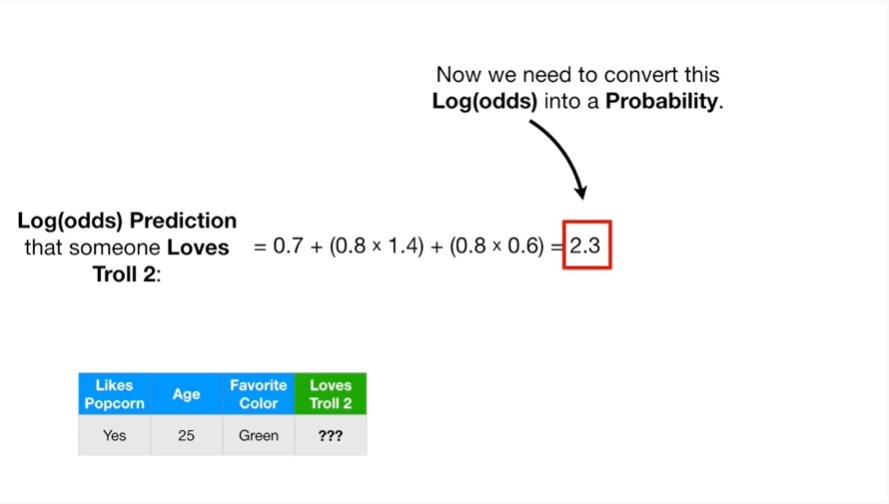 Now we need to convert this
Log(odds) into a Probability.
Log(odds) Prediction
that someone Loves
Troll 2:
= 0.7 + (0.8 × 1.4) + (0.8 × 0.6) = 2.3
Likes Popcorn Age Favorite Color Loves Troll 2
Yes 25 Green ???